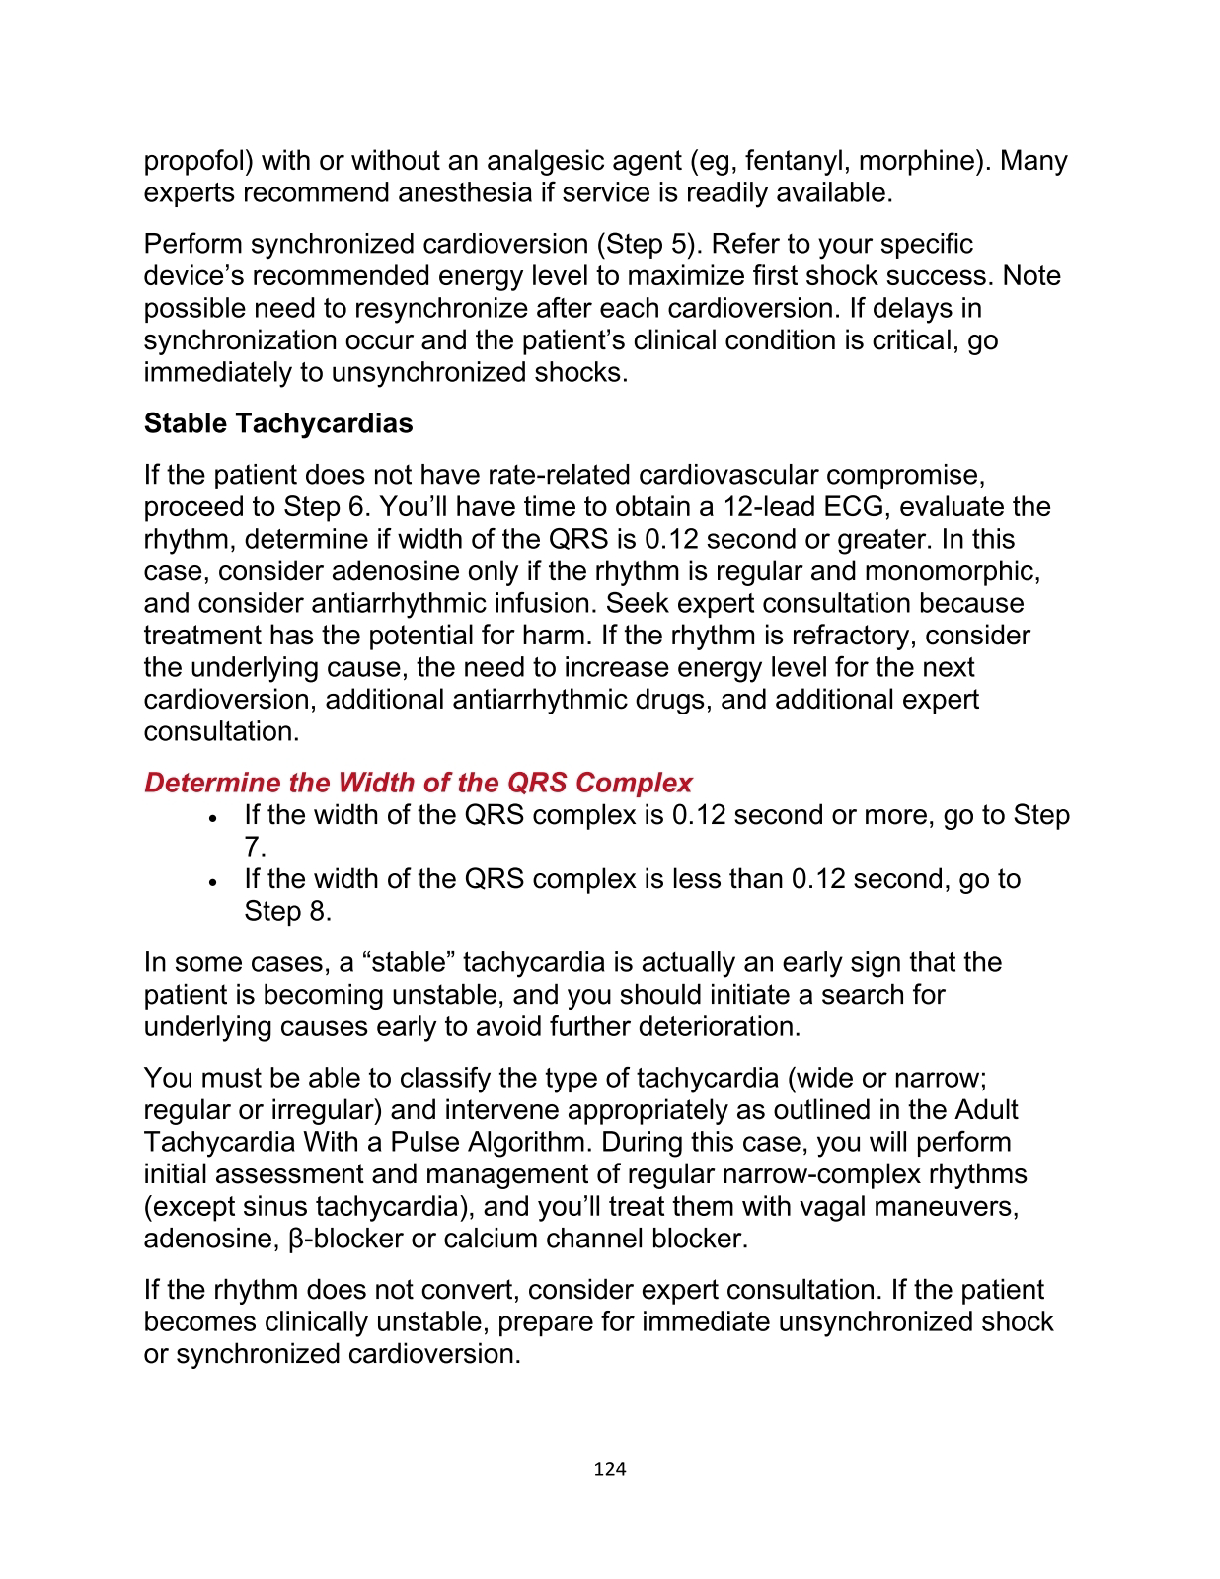 propofol) with or without an analgesic agent (eg, fentanyl, morphine). Many
experts recommend anesthesia if service is readily available.
Perform synchronized cardioversion (Step 5). Refer to your specific
device’s recommended energy level to maximize first shock success. Note
possible need to resynchronize after each cardioversion. If delays in
synchronization occur and the patient’s clinical condition is critical, go
immediately to unsynchronized shocks.
Stable Tachycardias
If the patient does not have rate-related cardiovascular compromise,
proceed to Step 6. You’ll have time to obtain a 12-lead ECG, evaluate the
rhythm, determine if width of the QRS is 0.12 second or greater. In this
case, consider adenosine only if the rhythm is regular and monomorphic,
and consider antiarrhythmic infusion. Seek expert consultation because
treatment has the potential for harm. If the rhythm is refractory, consider
the underlying cause, the need to increase energy level for the next
cardioversion, additional antiarrhythmic drugs, and additional expert
consultation.
Determine the Width of the QRS Complex
• If the width of the QRS complex is 0.12 second or more, go to Step
7.
• If the width of the QRS complex is less than 0.12 second, go to
Step 8.
In some cases, a “stable” tachycardia is actually an early sign that the
patient is becoming unstable, and you should initiate a search for
underlying causes early to avoid further deterioration.
You must be able to classify the type of tachycardia (wide or narrow;
regular or irregular) and intervene appropriately as outlined in the Adult
Tachycardia With a Pulse Algorithm. During this case, you will perform
initial assessment and management of regular narrow-complex rhythms
(except sinus tachycardia), and you’ll treat them with vagal maneuvers,
adenosine, β-blocker or calcium channel blocker.
If the rhythm does not convert, consider expert consultation. If the patient
becomes clinically unstable, prepare for immediate unsynchronized shock
or synchronized cardioversion.
124